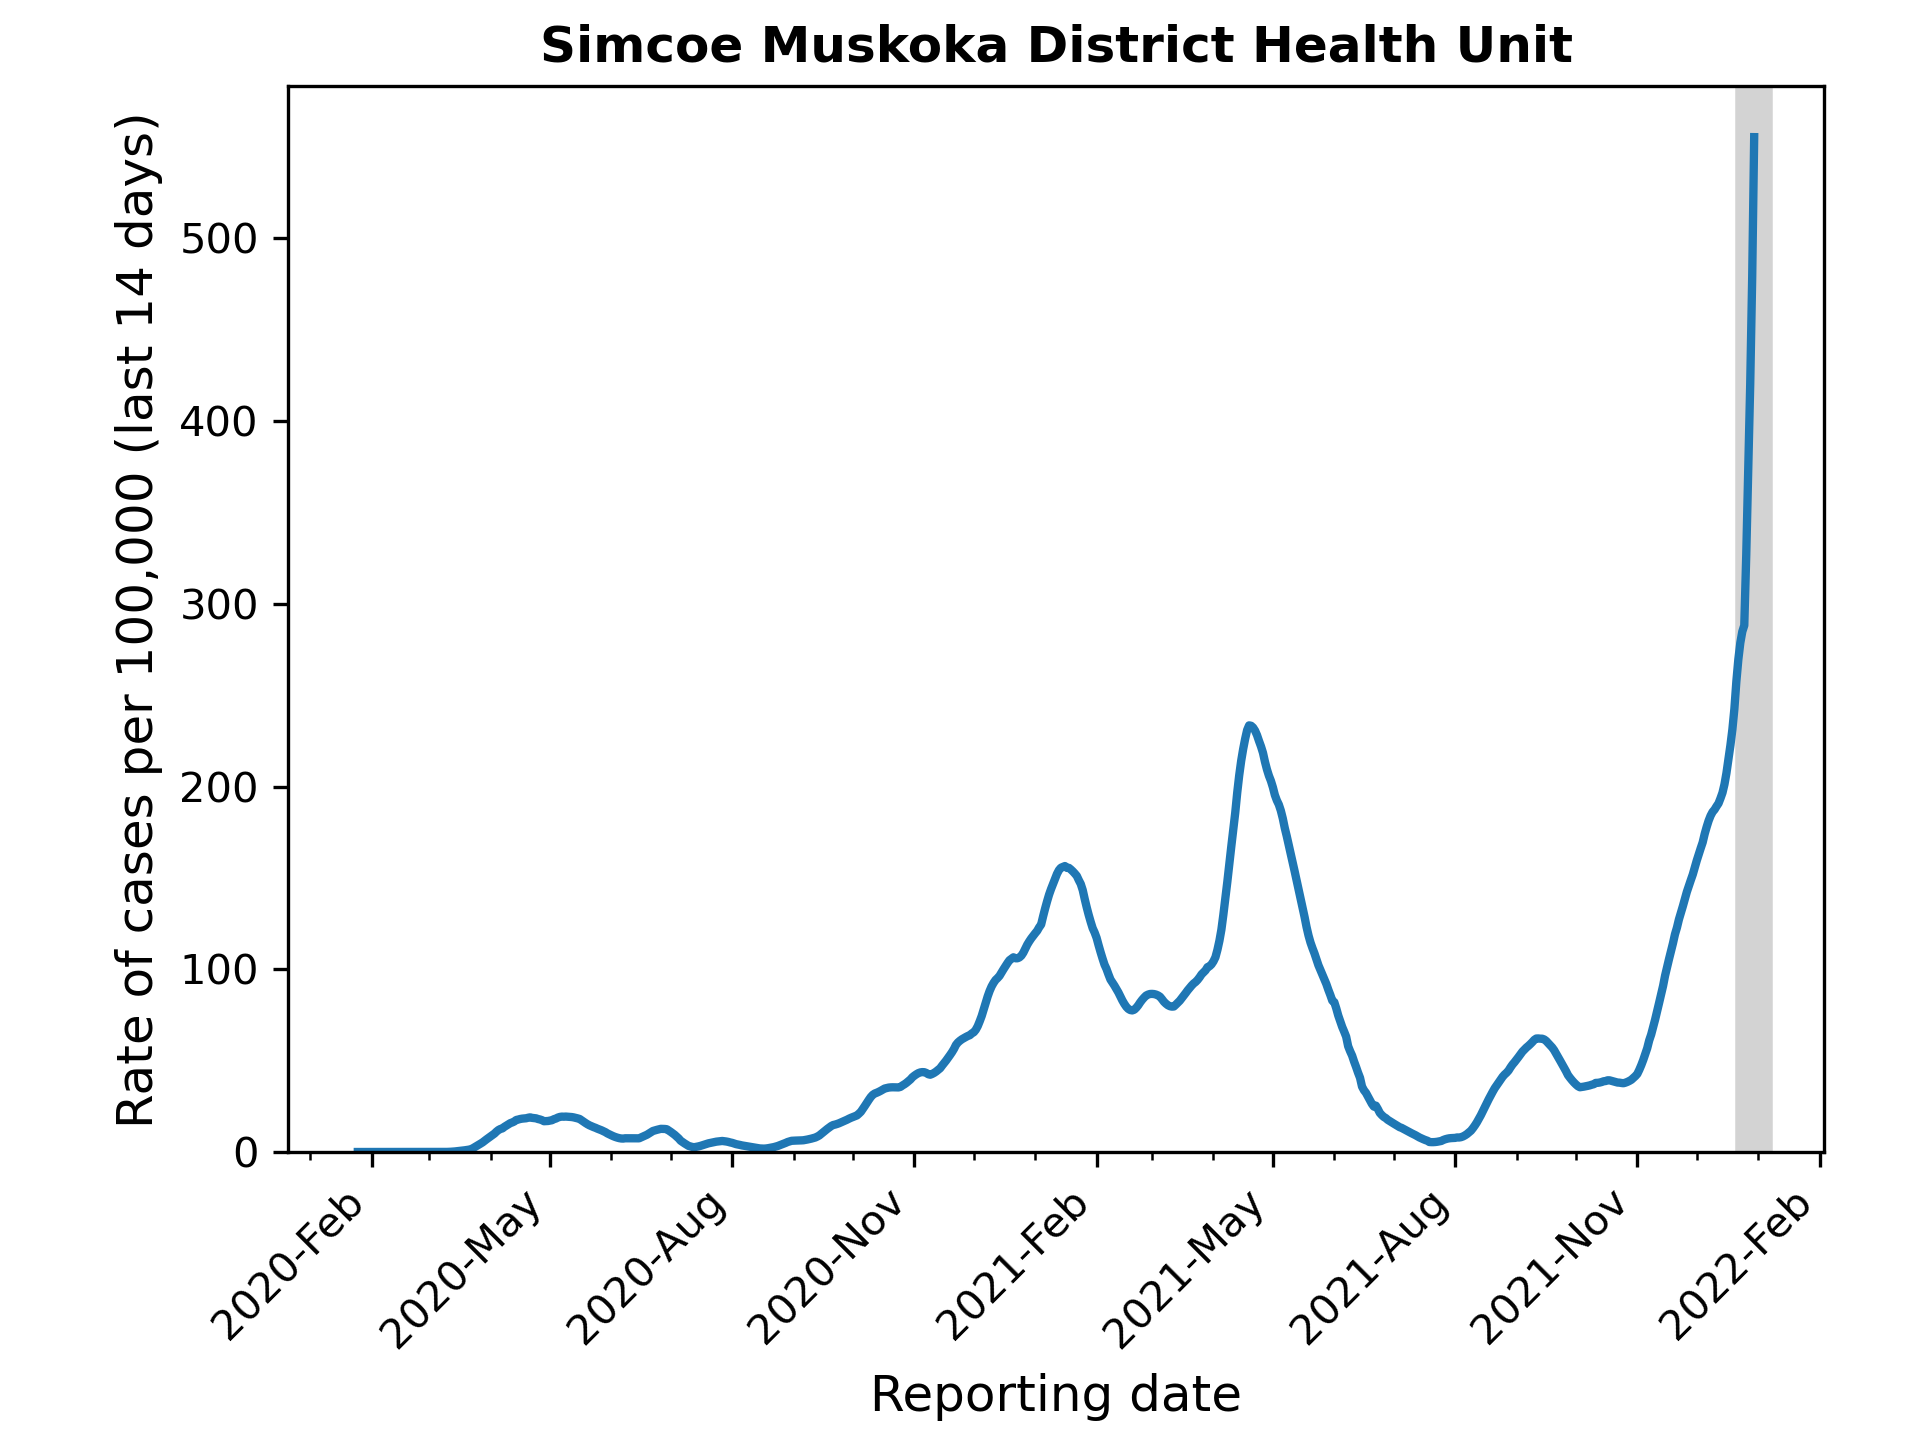 Simcoe Muskoka District Health Unit
Rate of cases per 100,000 (last 14 days)
500
400
300
200
100
0
2020-Feb
2020-May
2020-Aug
2020-Nov
2021-Feb
2021-May
2021-Aug
2021-Nov
2022-Feb
Reporting date